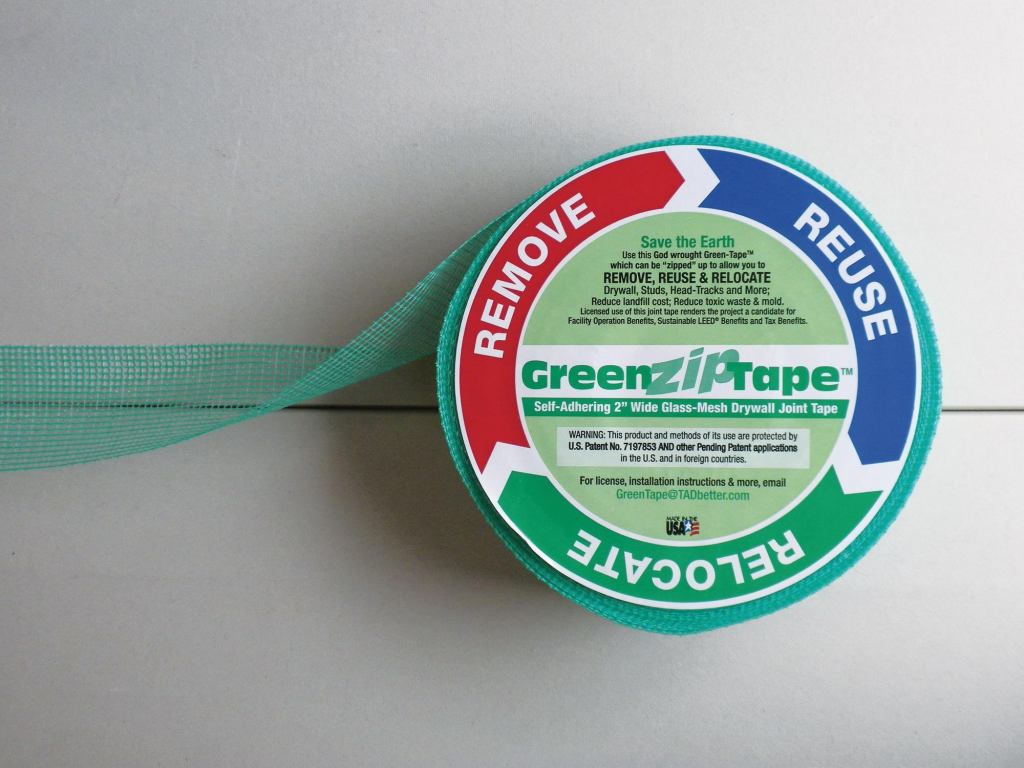 REMOVE
REUSE
Save the Earth
Use this God wrought Green-Tape™
which can be "zipped" up to allow you to
REMOVE, REUSE & RELOCATE
Drywall, Studs, Head-Tracks and More;
Reduce landfill cost; Reduce toxic waste & mold.
Licensed use of this joint tape renders the project a candidate for
Facility Operation Benefits, Sustainable LEED® Benefits and Tax Benefits.
GreenzipTape™
Self-Adhering 2” Wide Glass-Mesh Drywall Joint Tape
WARNING: This product and methods of its use are protected by
U.S. Patent No. 7197853 AND other Pending Patent applications
in the U.S. and in foreign countries.
For license, installation instructions & more, email
GreenTape@TADbetter.com
MADE IN THE
USA
RELOCATE